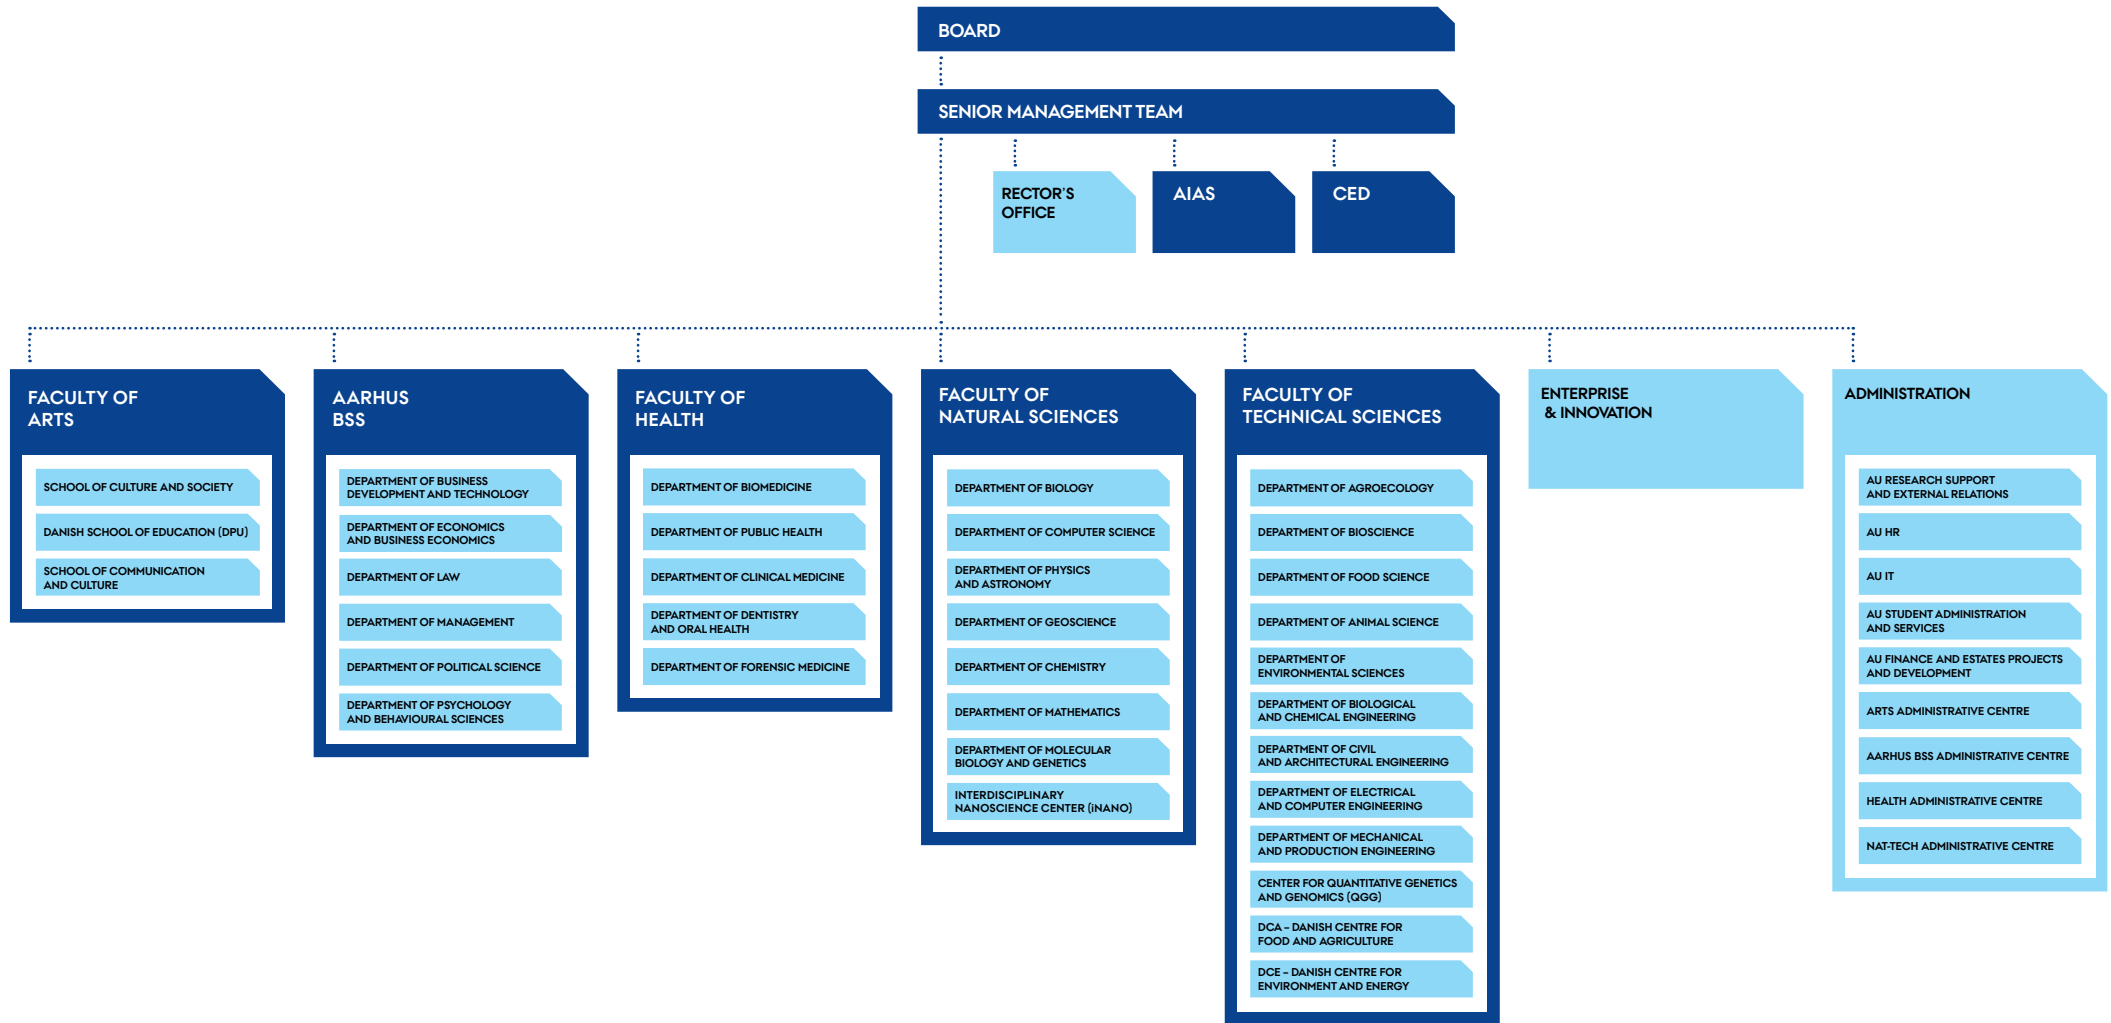 BOARD
SENIOR MANAGEMENT TEAM
RECTOR'S
OFFICE
AIAS
CED
FACULTY OF
ARTS
SCHOOL OF CULTURE AND SOCIETY
DANISH SCHOOL OF EDUCATION (DPU)
SCHOOL OF COMMUNICATION
AND CULTURE
AARHUS
BSS
DEPARTMENT OF BUSINESS
DEVELOPMENT AND TECHNOLOGY
DEPARTMENT OF ECONOMICS
AND BUSINESS ECONOMICS
DEPARTMENT OF LAW
DEPARTMENT OF MANAGEMENT
DEPARTMENT OF POLITICAL SCIENCE
DEPARTMENT OF PSYCHOLOGY
AND BEHAVIOURAL SCIENCES
FACULTY OF
HEALTH
DEPARTMENT OF BIOMEDICINE
DEPARTMENT OF PUBLIC HEALTH
DEPARTMENT OF CLINICAL MEDICINE
DEPARTMENT OF DENTISTRY
AND ORAL HEALTH
DEPARTMENT OF FORENSIC MEDICINE
FACULTY OF
NATURAL SCIENCES
DEPARTMENT OF BIOLOGY
DEPARTMENT OF COMPUTER SCIENCE
DEPARTMENT OF PHYSICS
AND ASTRONOMY
DEPARTMENT OF GEOSCIENCE
DEPARTMENT OF CHEMISTRY
DEPARTMENT OF MATHEMATICS
DEPARTMENT OF MOLECULAR
BIOLOGY AND GENETICS
INTERDISCIPLINARY
NANOSCIENCE CENTER (iNANO)
FACULTY OF
TECHNICAL SCIENCES
DEPARTMENT OF AGROECOLOGY
DEPARTMENT OF BIOSCIENCE
DEPARTMENT OF FOOD SCIENCE
DEPARTMENT OF ANIMAL SCIENCE
DEPARTMENT OF
ENVIRONMENTAL SCIENCES
DEPARTMENT OF BIOLOGICAL
AND CHEMICAL ENGINEERING
DEPARTMENT OF CIVIL
AND ARCHITECTURAL ENGINEERING
DEPARTMENT OF ELECTRICAL
AND COMPUTER ENGINEERING
DEPARTMENT OF MECHANICAL
AND PRODUCTION ENGINEERING
CENTER FOR QUANTITATIVE GENETICS
AND GENOMICS (QGG)
DCA – DANISH CENTRE FOR
FOOD AND AGRICULTURE
DCE – DANISH CENTRE FOR
ENVIRONMENT AND ENERGY
ENTERPRISE
& INNOVATION
ADMINISTRATION
AU RESEARCH SUPPORT
AND EXTERNAL RELATIONS
AU HR
AU IT
AU STUDENT ADMINISTRATION
AND SERVICES
AU FINANCE AND ESTATES PROJECTS
AND DEVELOPMENT
ARTS ADMINISTRATIVE CENTRE
AARHUS BSS ADMINISTRATIVE CENTRE
HEALTH ADMINISTRATIVE CENTRE
NAT-TECH ADMINISTRATIVE CENTRE